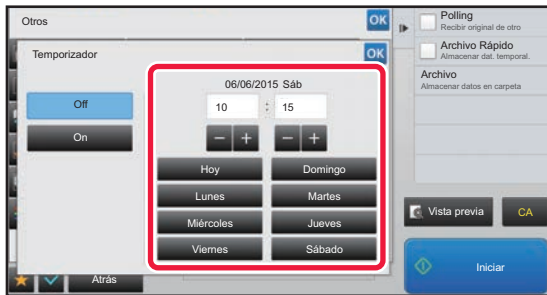 Otros
OK
Temporizador
OK
Off
On
06/06/2015 Sáb
10 : 15
− + − +
Hoy Domingo
Lunes Martes
Miércoles Jueves
Viernes Sábado
Atrás
Polling
Recibir original de otro
Archivo Rápido
Almacenar dat. temporal.
Archivo
Almacenar datos en carpeta
Vista previa
CA
Iniciar